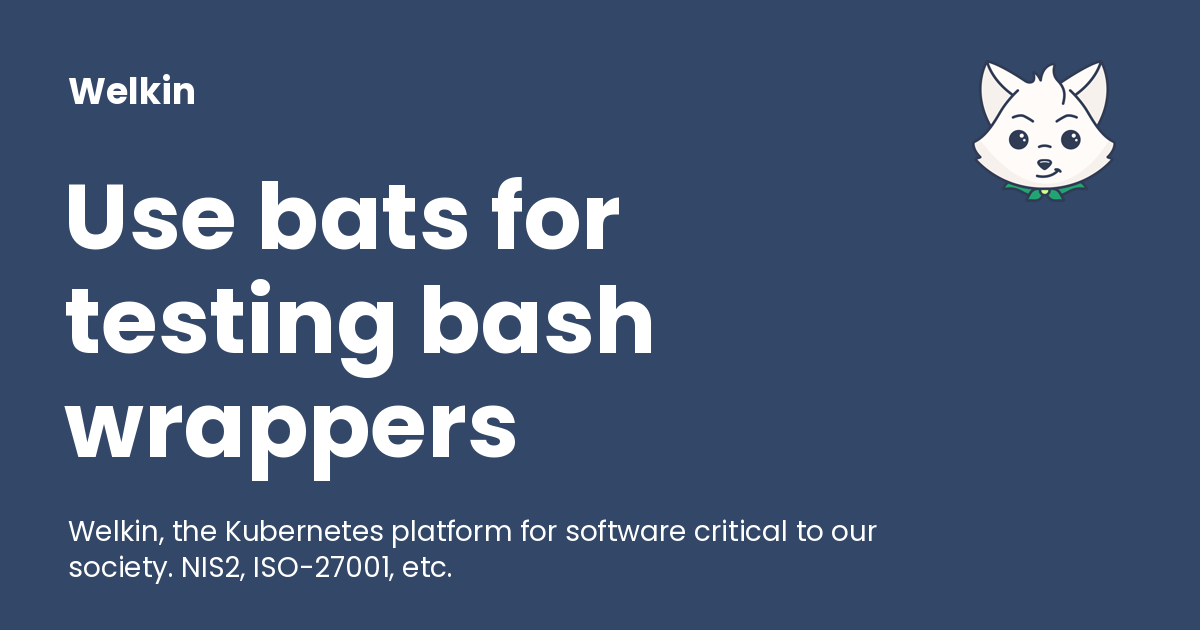 Welkin
Use bats for
testing bash
wrappers
Welkin, the Kubernetes platform for software critical to our
society. NIS2, ISO-27001, etc.